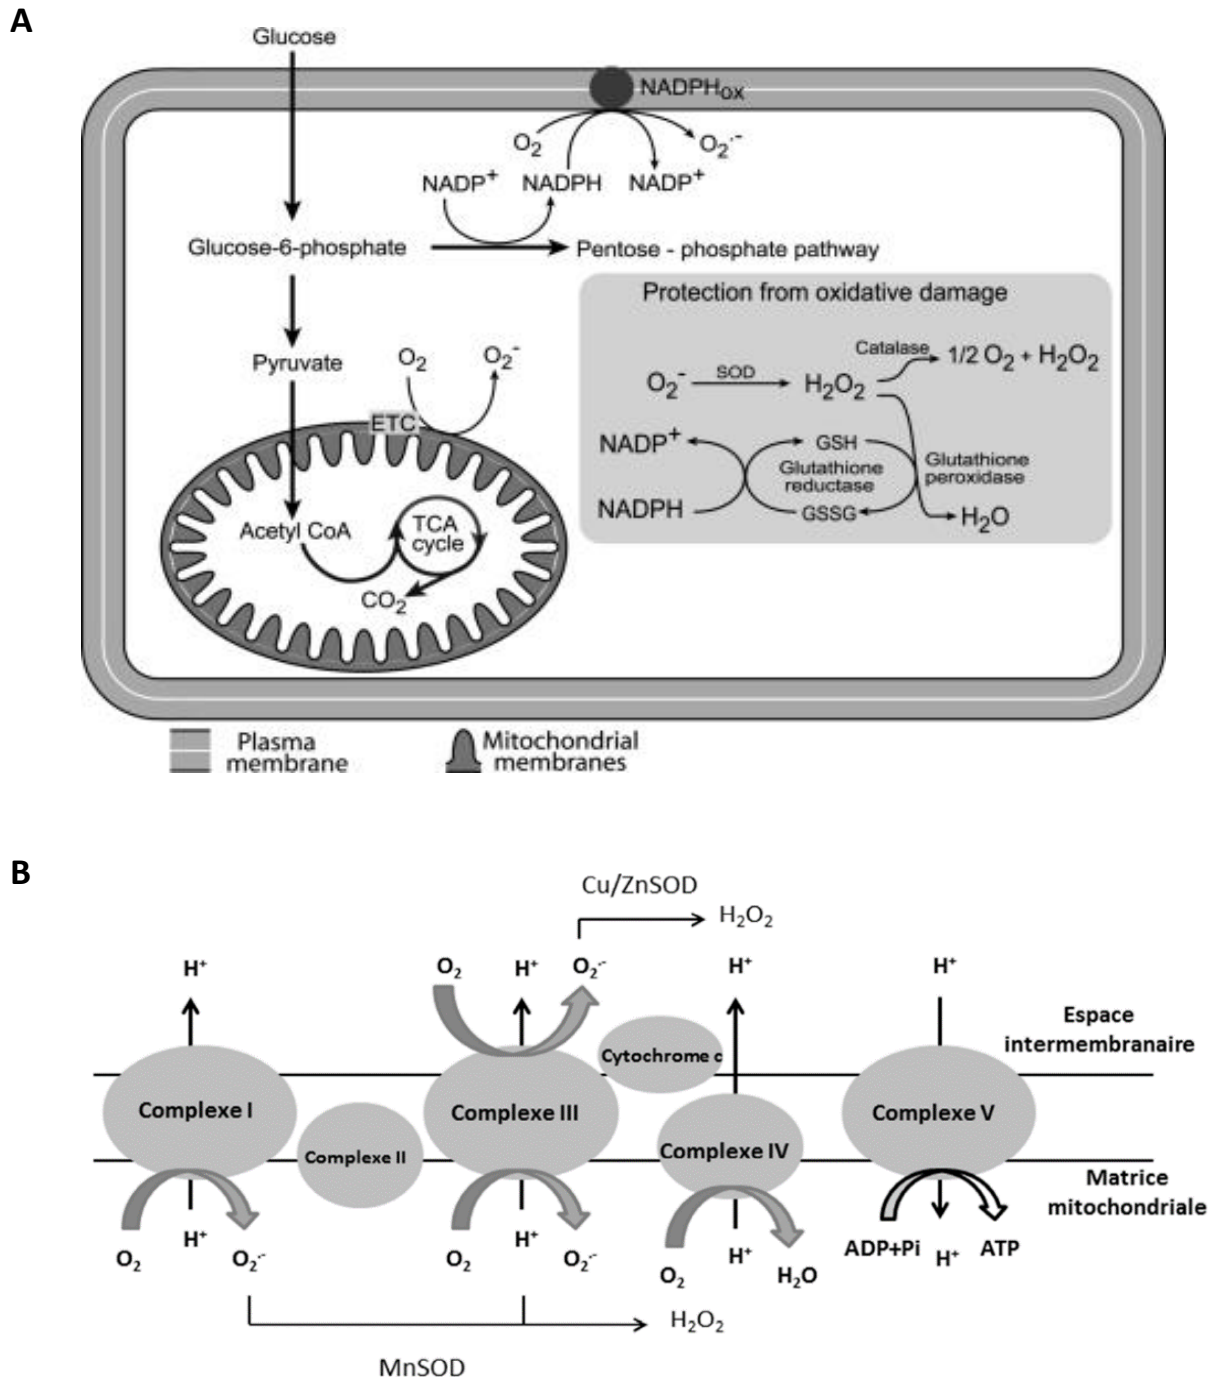 A
Glucose
NADPHOX
O2
O2·-
NADP+
NADPH
NADP+
Glucose-6-phosphate
Pentose - phosphate pathway
Protection from oxidative damage
Pyruvate
O2
O2-
ETC
O2-
SOD
H2O2
Catalase
1/2 O2 + H2O2
NADP+
GSH
Glutathione
reductase
Glutathione
peroxidase
NADPH
GSSG
H2O
Acetyl CoA
TCA
cycle
CO2
Plasma
membrane
Mitochondrial
membranes
B
Cu/ZnSOD
H2O2
H+
O2
H+
O2·-
H+
H+
Espace
intermembranaire
Cytochrome c
Complexe I
Complexe II
Complexe III
Complexe IV
Complexe V
Matrice
mitochondriale
O2
H+
O2·-
O2
H+
O2·-
O2
H+
H2O
ADP+Pi
H+
ATP
H2O2
MnSOD